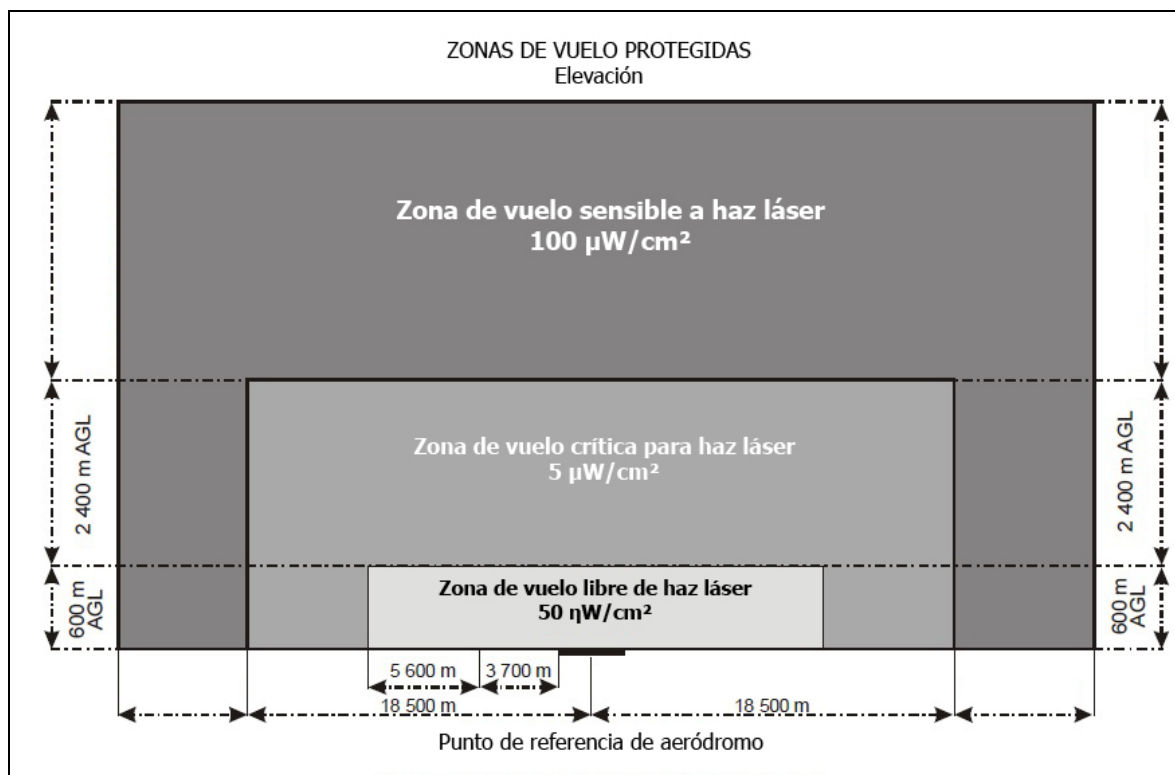 ZONAS DE VUELO PROTEGIDAS
Elevación
Zona de vuelo sensible a haz láser
100 µW/cm²
2 400 m AGL
2 400 m AGL
Zona de vuelo crítica para haz láser
5 µW/cm²
600 m
AGL
600 m
AGL
Zona de vuelo libre de haz láser
50 ηW/cm²
5 600 m
3 700 m
18 500 m
18 500 m
Punto de referencia de aeródromo